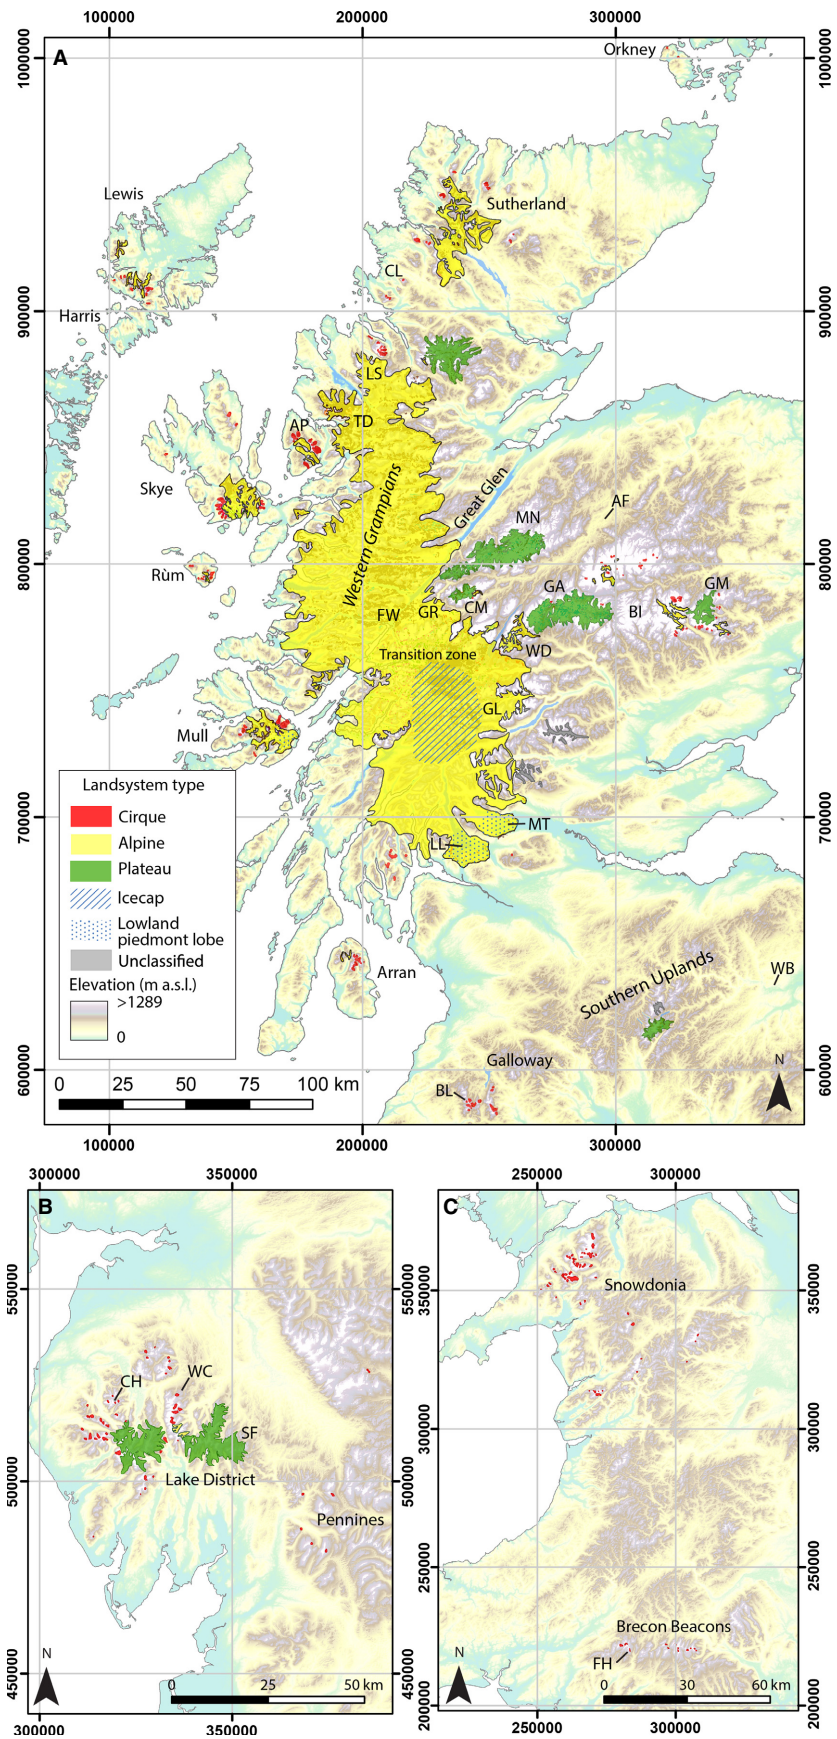 100000 200000 300000
A
Orkney
1000000 1000000
Lewis
Sutherland
CL
Harris
900000 900000
LS
TD
AP
Skye
Western Grampians
Great Glen
MN
AF
800000 800000
Rùm
GA
GM
FW
GR
CM
BI
Transition zone
WD
GL
Mull
Landsystem type
Cirque
Alpine
Plateau
Icecap
Lowland
piedmont lobe
Unclassified
Elevation (m a.s.l.)
>1289
0
700000 700000
MT
LL
Arran
Southern Uplands
WB
Galloway
BL
N
600000 600000
0 25 50 75 100 km
100000 200000 300000
300000 350000
B
550000 550000
CH
WC
SF
Lake District
500000 500000
Pennines
N
0 25 50 km
450000 450000
300000 350000
250000 300000
C
Snowdonia
350000 350000
300000 300000
250000 250000
Brecon Beacons
FH
N
0 30 60 km
200000 200000
250000 300000